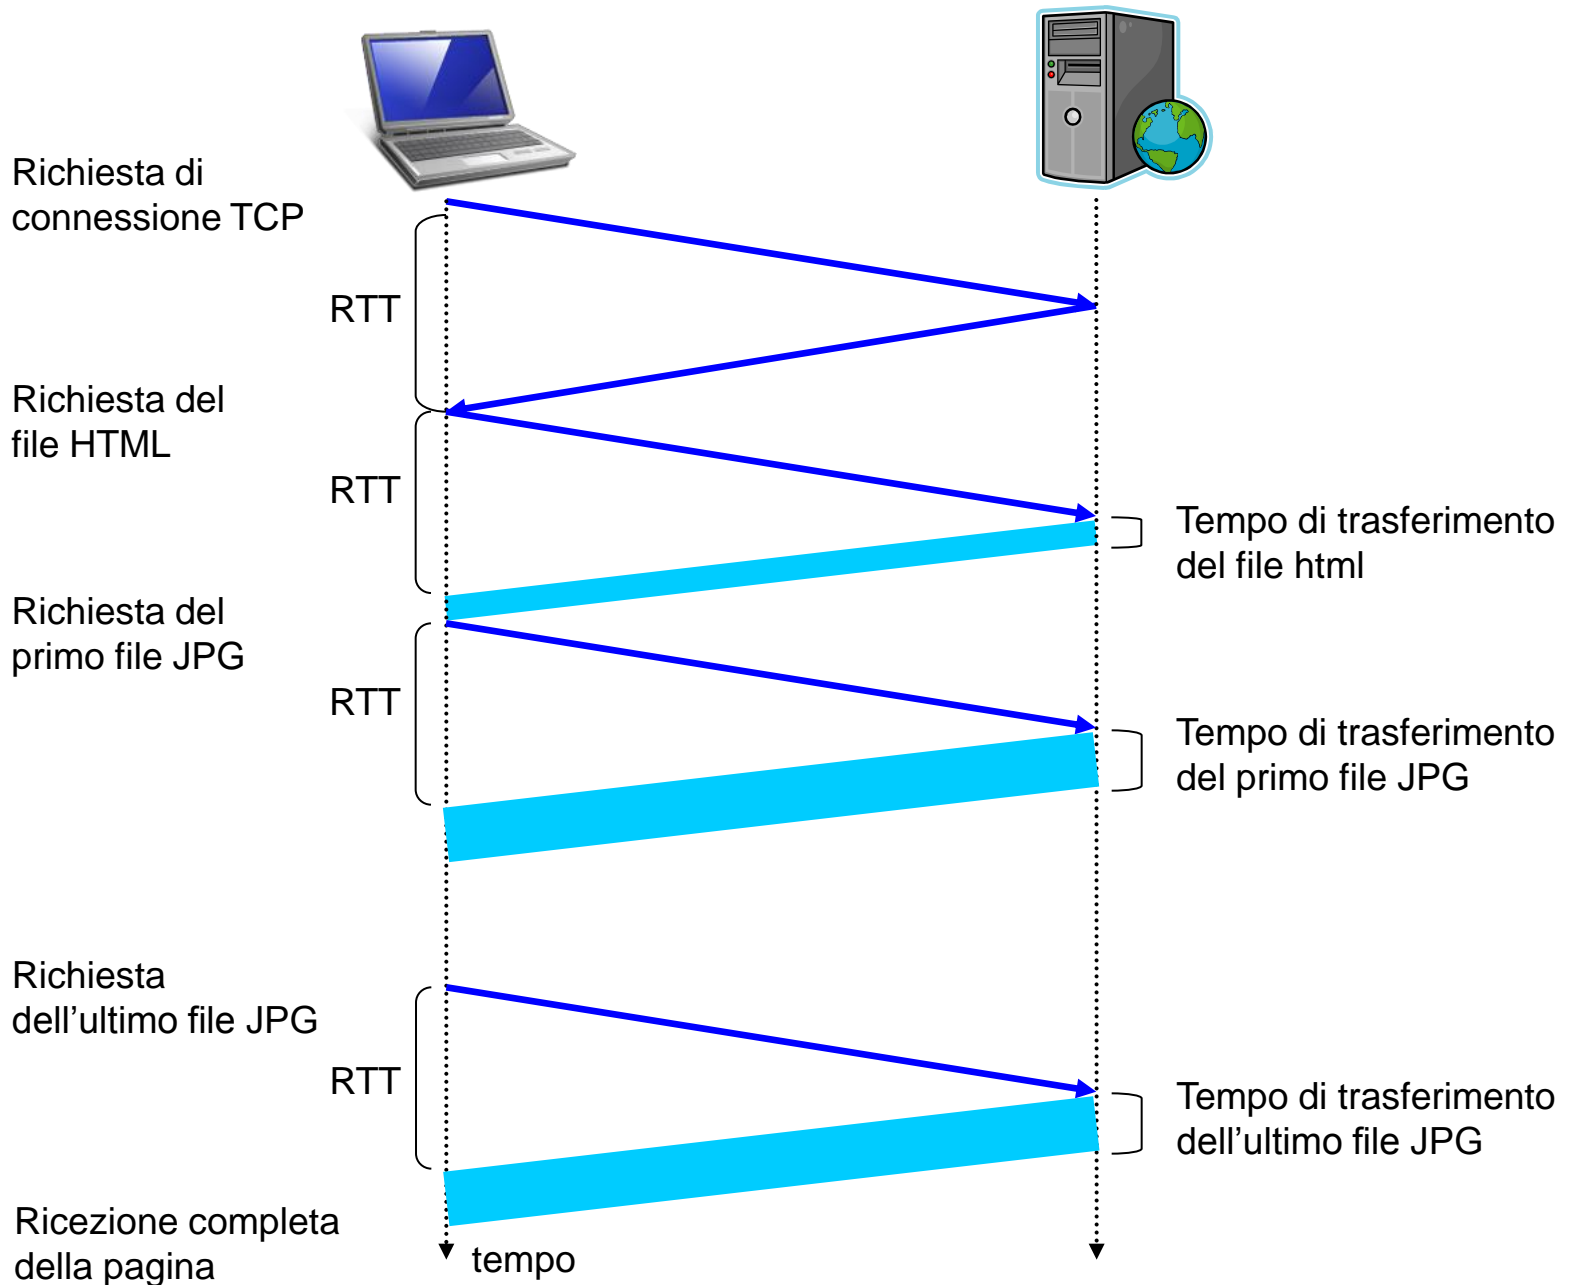 Richiesta di
connessione TCP
RTT
Richiesta del
file HTML
RTT
Tempo di trasferimento
del file html
Richiesta del
primo file JPG
RTT
Tempo di trasferimento
del primo file JPG
Richiesta
dell’ultimo file JPG
RTT
Tempo di trasferimento
dell’ultimo file JPG
Ricezione completa
della pagina
tempo